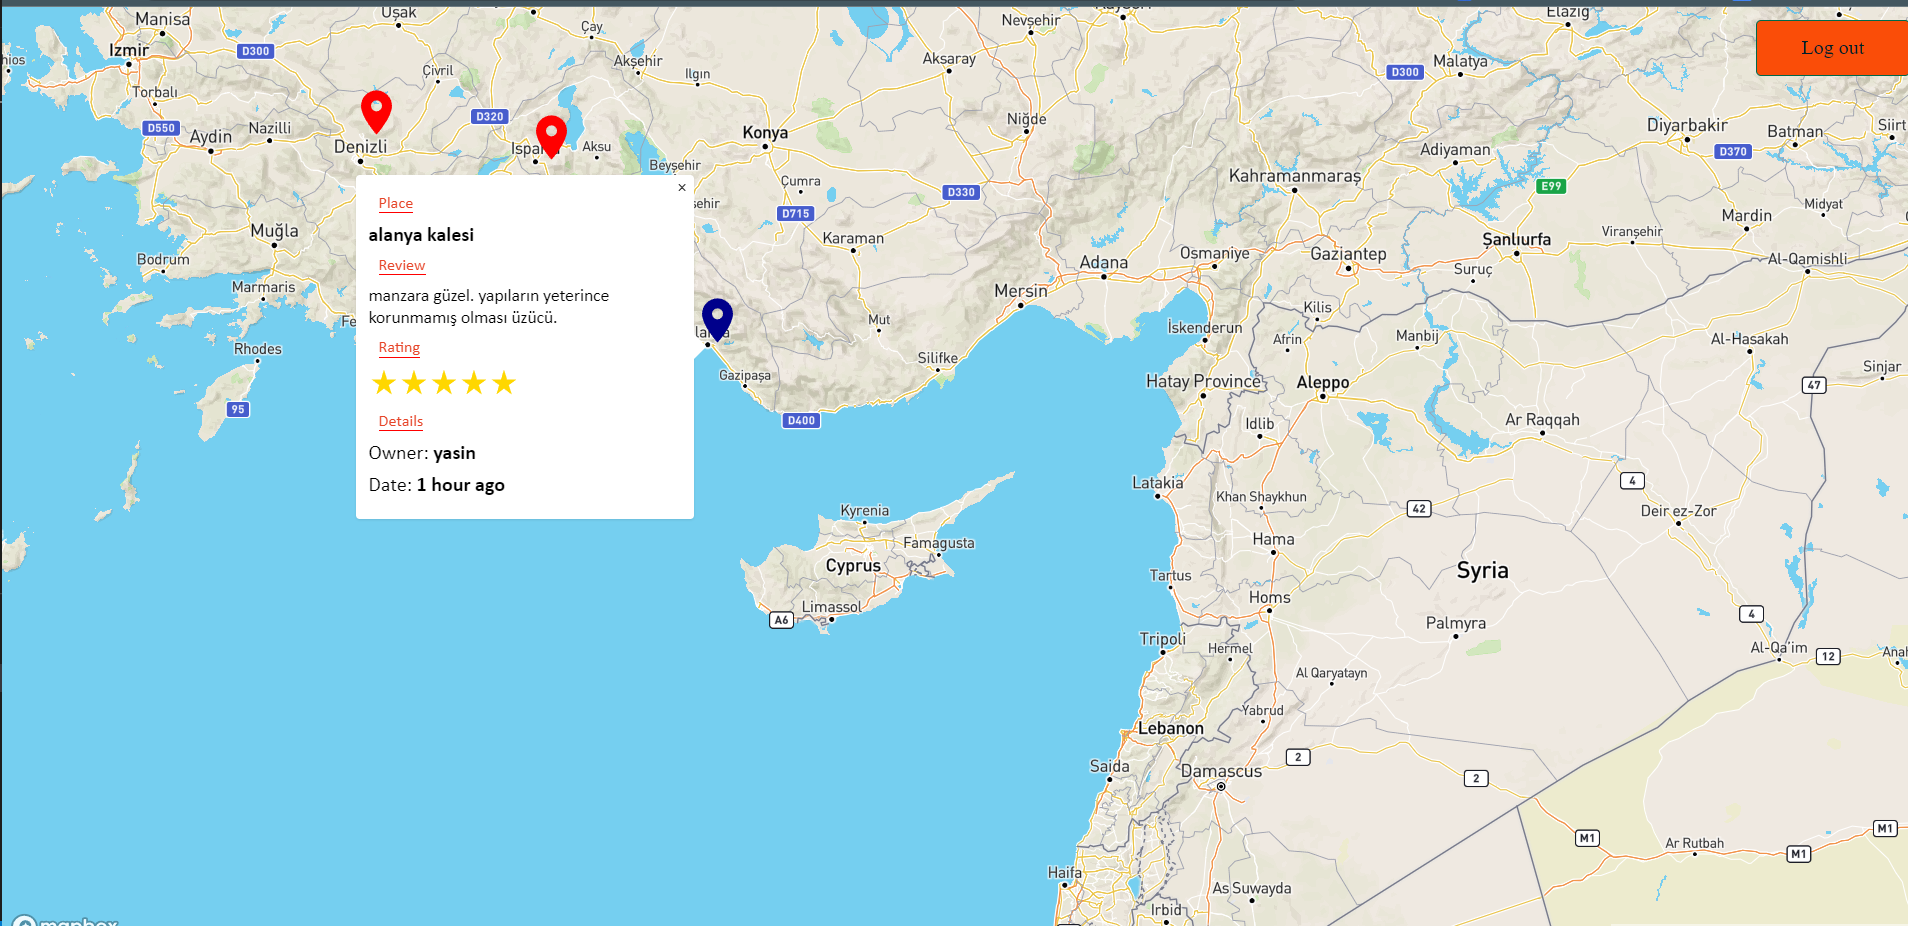 Log out
Place
alanya kalesi
Review
manzara güzel. yapıların yeterince
korunmamış olması üzücü.
Rating
Details
Owner: yasin
Date: 1 hour ago
×
Manisa
Uşak
Çay
Nevşehir
Elazığ
Izmir
D300
Akşehir
Ilgın
Aksaray
D300
Malatya
Çivril
Torbalı
D320
Niğde
D550
Aydin
Nazilli
Denizli
Aksu
Konya
Diyarbakir
Batman
Siirt
D370
Adiyaman
Beyşehir
Kahramanmaraş
E99
Çumra
D330
D715
Mardin
Midyat
Muğla
Karaman
Şanlıurfa
Viranşehir
Bodrum
Adana
Osmaniye
Gaziantep
Suruç
Al-Qamishli
Marmaris
Mersin
Kilis
Mut
İskenderun
Afrin
Manbij
Al-Hasakah
Rhodes
Silifke
Sinjar
Gazipaşa
Hatay Province
Aleppo
47
95
D400
Idlib
Ar Raqqah
Latakia
Khan Shaykhun
4
42
Deir ez-Zor
Kyrenia
Hama
Famagusta
Cyprus
Syria
Tartus
Homs
Limassol
A6
4
Palmyra
Tripoli
Hermel
Al-Qa'im
12
Al Qaryatayn
Yabrud
Lebanon
2
Saida
Damascus
2
M1
Ar Rutbah
M1
M1
Haifa
As Suwayda
Irbid
mapbox